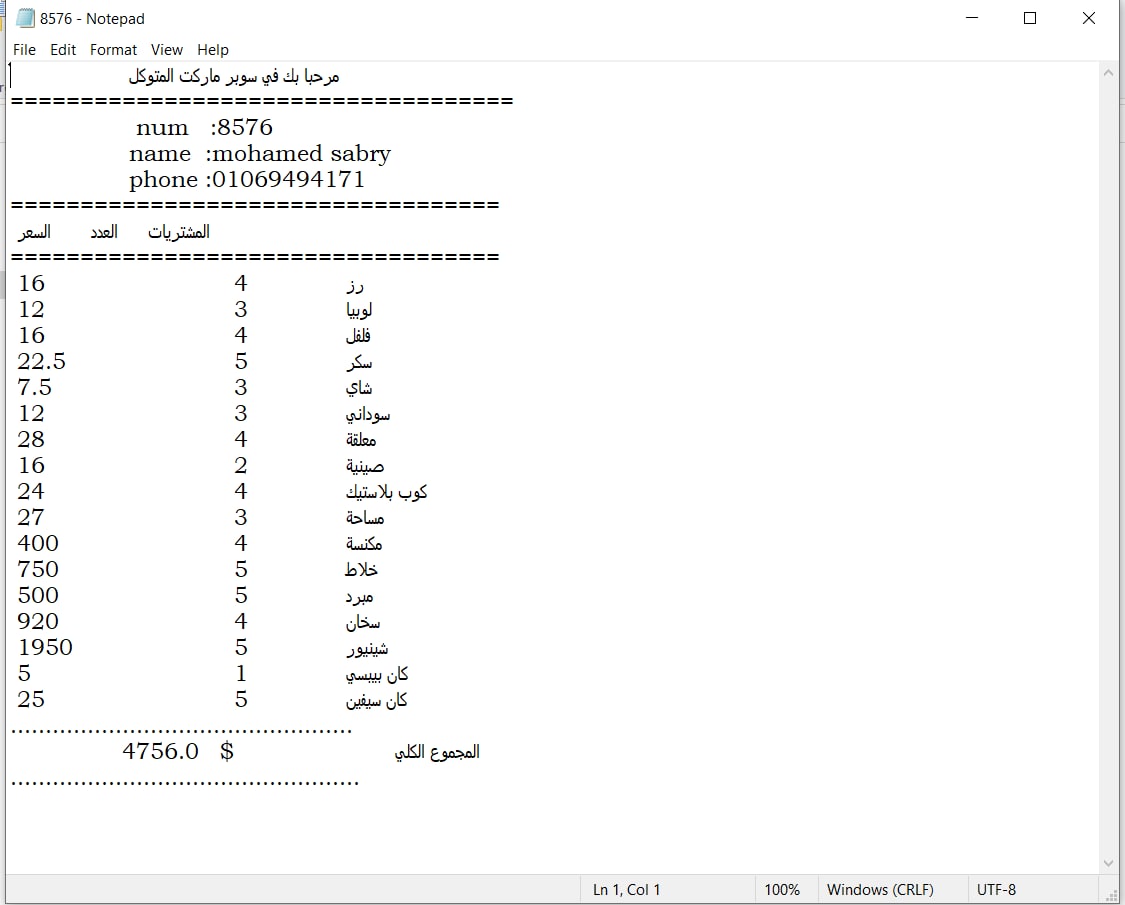 8576 - Notepad
File Edit Format View Help
مرحبا بك في سوبر ماركت المتوكل
====================================
num :8576
name :mohamed sabry
phone :01069494171
===================================
السعر العدد المشتريات
===================================
16 4 رز
12 3 لوبيا
16 4 فلفل
22.5 5 سكر
7.5 3 شاي
12 3 سوداني
28 4 معلقة
16 2 صينية
24 4 كوب بلاستيك
27 3 مساحة
400 4 مكنسة
750 5 خلاط
500 5 مبرد
920 4 سخان
1950 5 شينيور
5 1 كان بيبسي
25 5 كان سيفين
.................................................
4756.0 $ المجموع الكلي
..................................................
Ln 1, Col 1 100% Windows (CRLF) UTF-8